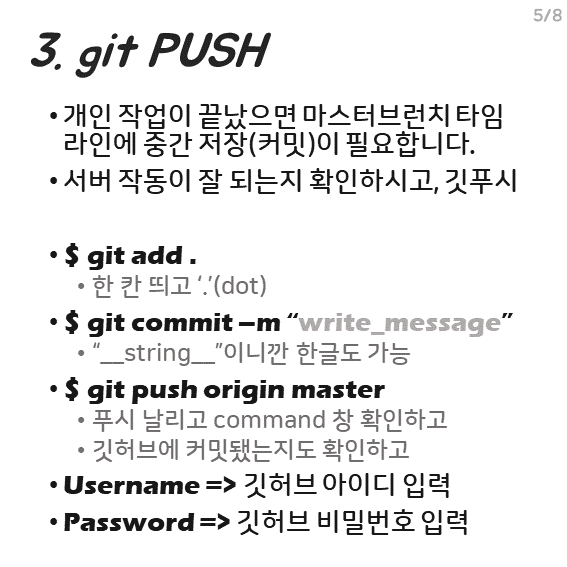 5/8
3. git PUSH
• 개인 작업이 끝났으면 마스터브런치 타임
라인에 중간 저장(커밋)이 필요합니다.
• 서버 작동이 잘 되는지 확인하시고, 깃푸시
• $ git add .
• 한 칸 띄고 ‘.’(dot)
• $ git commit –m “write_message”
• “__string__”이니깐 한글도 가능
• $ git push origin master
• 푸시 날리고 command 창 확인하고
• 깃허브에 커밋됐는지도 확인하고
• Username => 깃허브 아이디 입력
• Password => 깃허브 비밀번호 입력